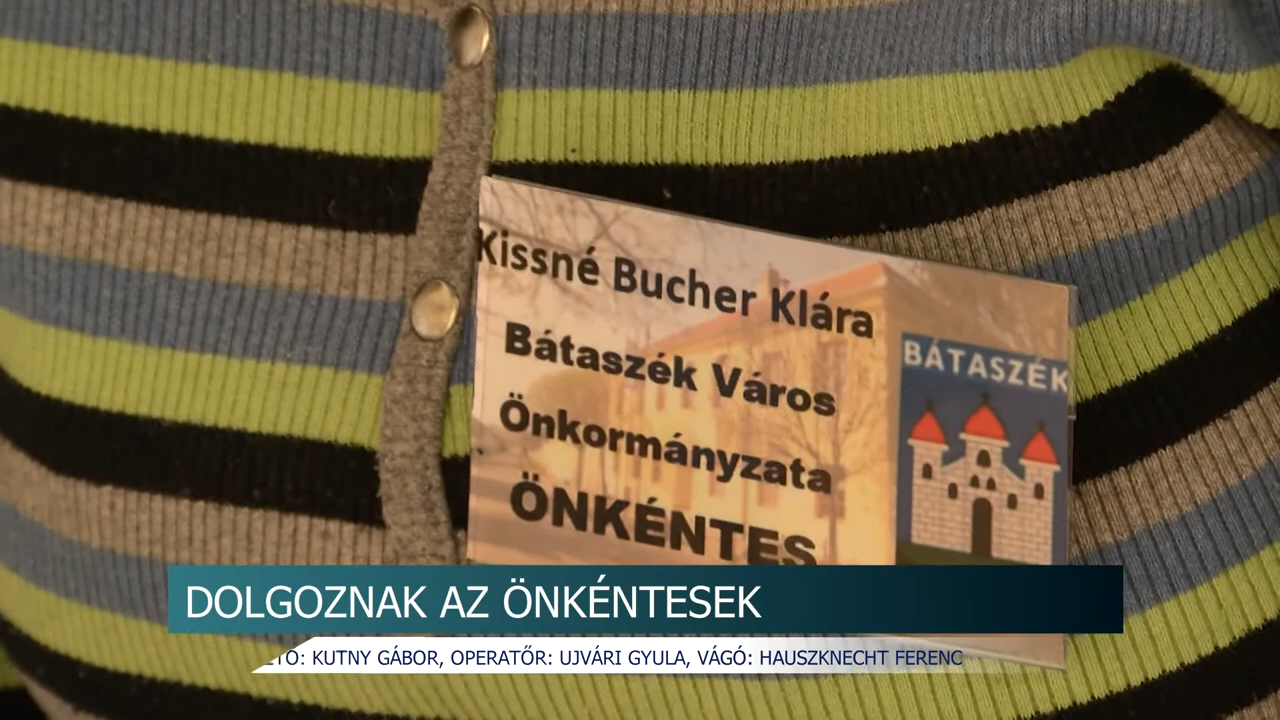 Kissné Bucher Klára
Bátaszék Város
Önkormányzata
ÖNKÉNTES
BÁTASZÉK
DOLGOZNAK AZ ÖNKÉNTESEK
KUTNY GÁBOR, OPERATŐR: UJVÁRI GYULA, VÁGÓ: HAUSZKNECHT FERENC